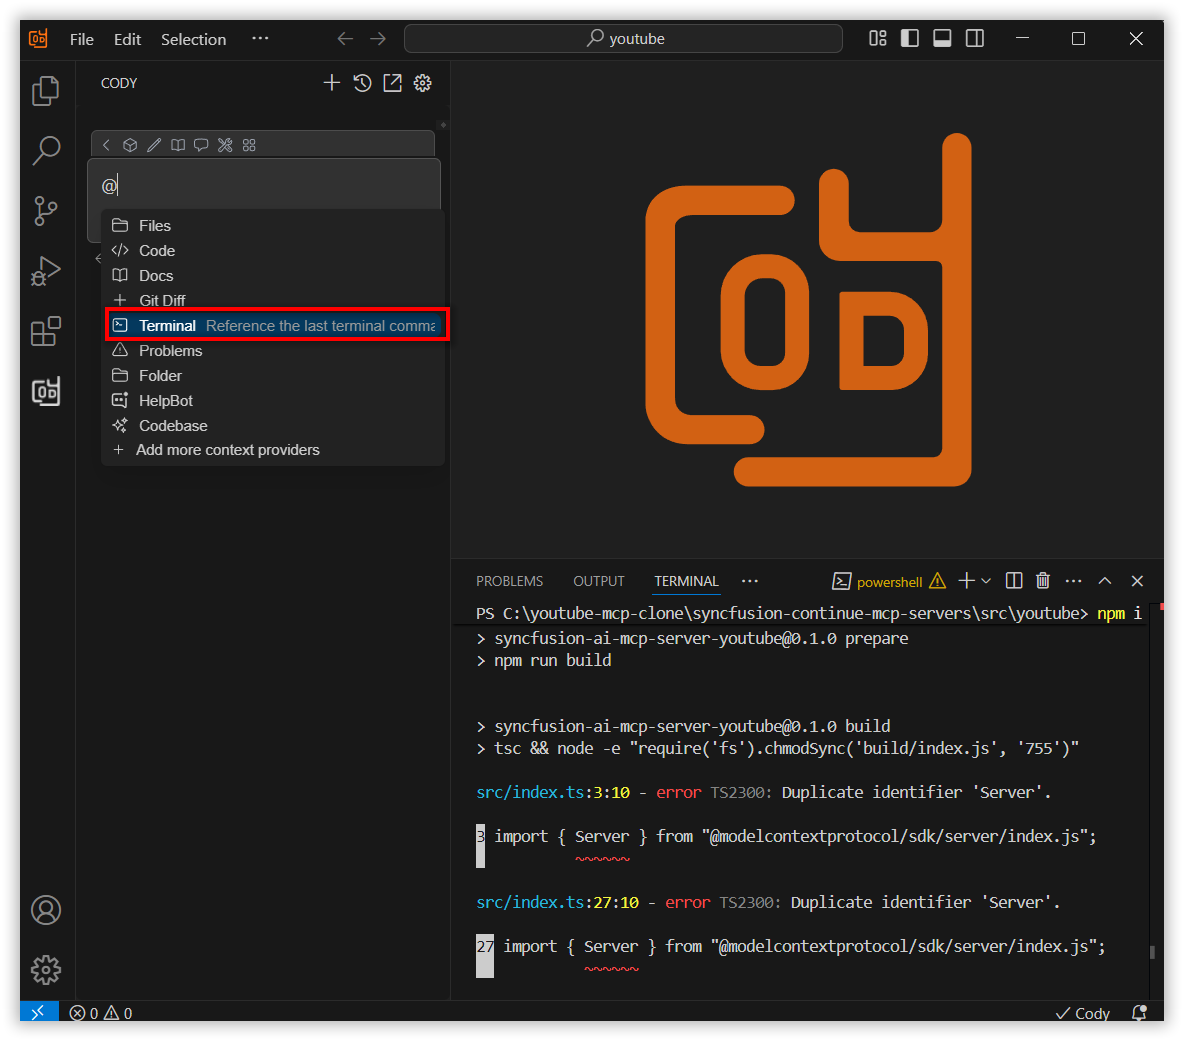 File Edit Selection ··· youtube
CODY
@
Files
Code
Docs
Git Diff
Terminal Reference the last terminal comma
Problems
Folder
HelpBot
Codebase
+ Add more context providers
OD
PROBLEMS OUTPUT TERMINAL ··· powershell
PS C:\youtube-mcp-clone\syncfusion-continue-mcp-servers\src\youtube> npm i
> syncfusion-ai-mcp-server-youtube@0.1.0 prepare
> npm run build
> syncfusion-ai-mcp-server-youtube@0.1.0 build
> tsc && node -e "require('fs').chmodSync('build/index.js', '755')"
src/index.ts:3:10 - error TS2300: Duplicate identifier 'Server'.
3 import { Server } from "@modelcontextprotocol/sdk/server/index.js";
src/index.ts:27:10 - error TS2300: Duplicate identifier 'Server'.
27 import { Server } from "@modelcontextprotocol/sdk/server/index.js";
0 0 Cody